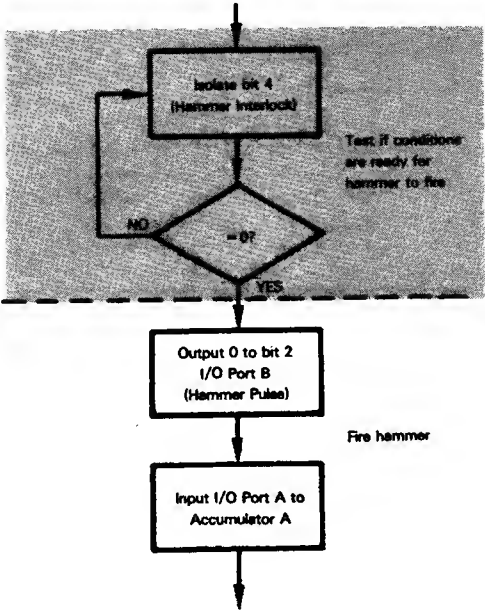 Isolate bit 4
(Hammer Interlock)
Test if conditions
are ready for
hammer to fire
NO
= 0?
YES
Output 0 to bit 2
I/O Port B
(Hammer Pulse)
Fire hammer
Input I/O Port A to
Accumulator A